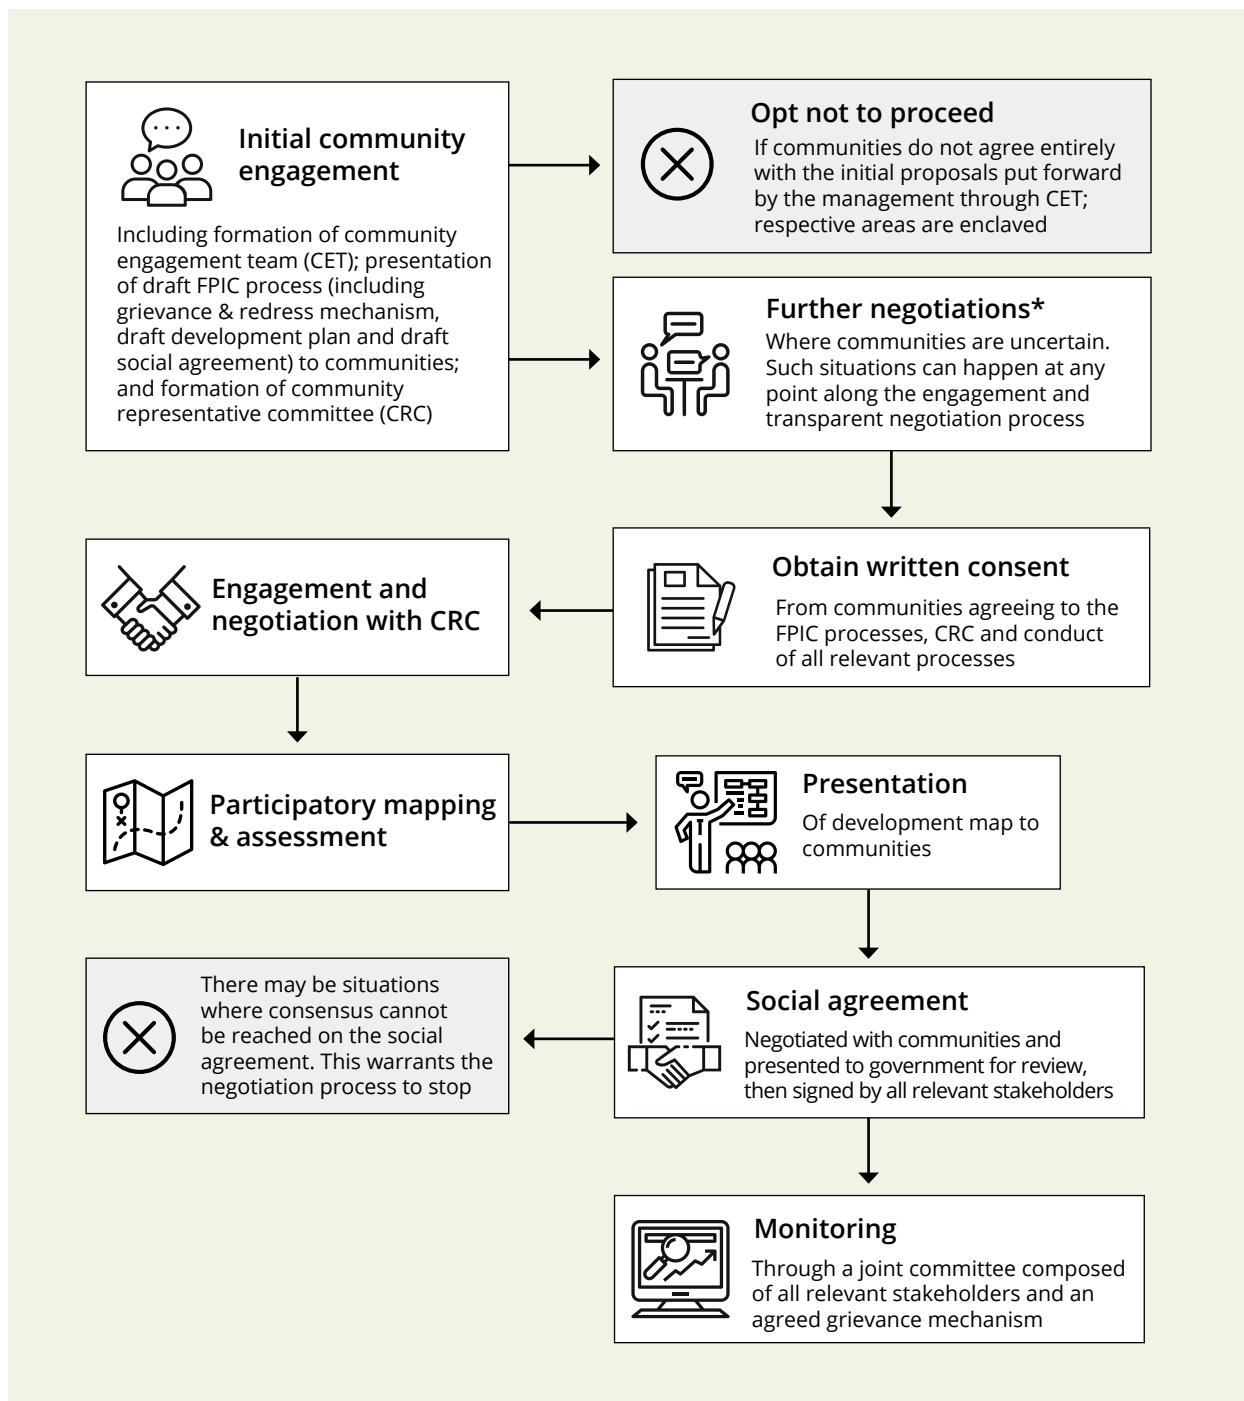 Initial community
engagement
Including formation of community
engagement team (CET); presentation
of draft FPIC process (including
grievance & redress mechanism,
draft development plan and draft
social agreement) to communities;
and formation of community
representative committee (CRC)
Opt not to proceed
If communities do not agree entirely
with the initial proposals put forward
by the management through CET;
respective areas are enclaved
Further negotiations*
Where communities are uncertain.
Such situations can happen at any
point along the engagement and
transparent negotiation process
Obtain written consent
From communities agreeing to the
FPIC processes, CRC and conduct
of all relevant processes
Engagement and
negotiation with CRC
Participatory mapping
& assessment
Presentation
Of development map to
communities
Social agreement
Negotiated with communities and
presented to government for review,
then signed by all relevant stakeholders
There may be situations
where consensus cannot
be reached on the social
agreement. This warrants the
negotiation process to stop
Monitoring
Through a joint committee composed
of all relevant stakeholders and an
agreed grievance mechanism